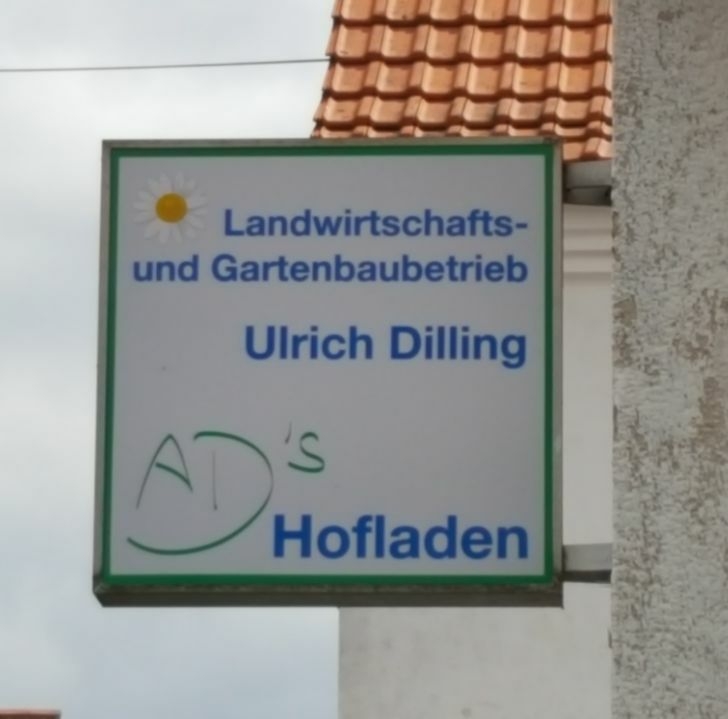 Landwirtschafts-
und Gartenbaubetrieb
Ulrich Dilling
AD's
Hofladen